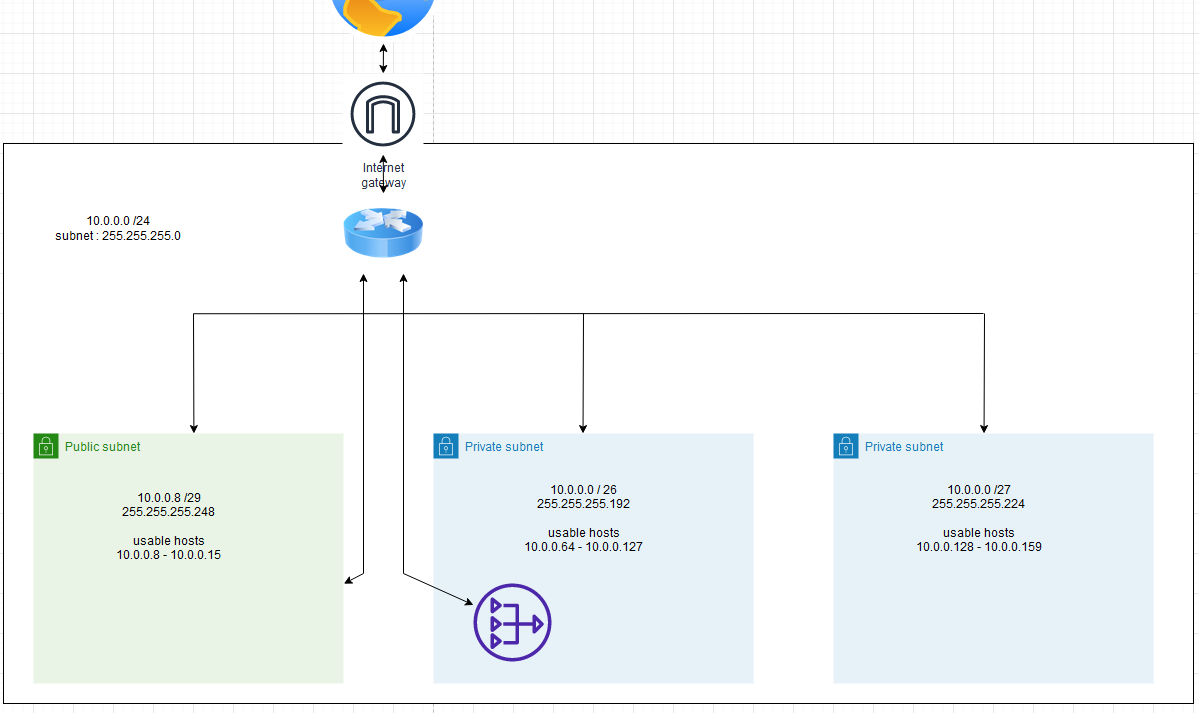 Internet
gateway
10.0.0.0 /24
subnet : 255.255.255.0
Public subnet
10.0.0.8 /29
255.255.255.248
usable hosts
10.0.0.8 - 10.0.0.15
Private subnet
10.0.0.0 / 26
255.255.255.192
usable hosts
10.0.0.64 - 10.0.0.127
Private subnet
10.0.0.0 /27
255.255.255.224
usable hosts
10.0.0.128 - 10.0.0.159